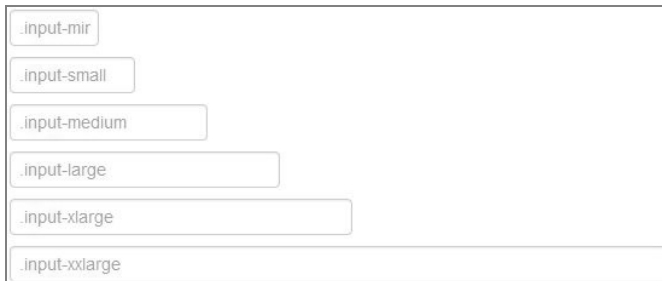 .input-mir
.input-small
.input-medium
.input-large
.input-xlarge
.input-xxlarge